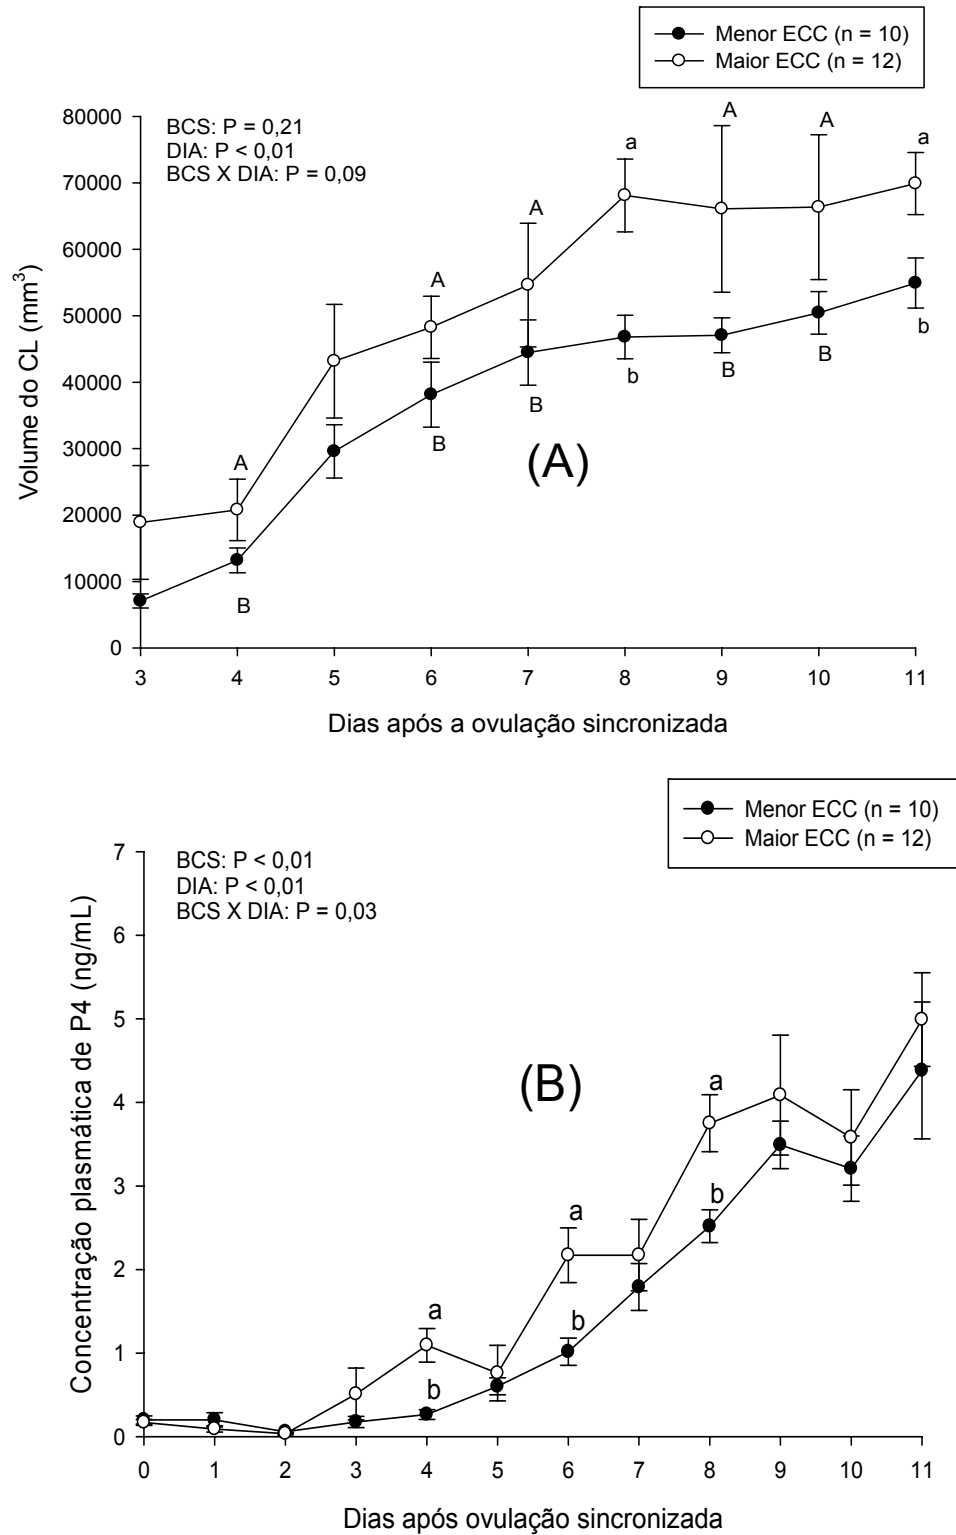 Menor ECC (n = 10)
Maior ECC (n = 12)
BCS: P = 0,21
DIA: P < 0,01
BCS X DIA: P = 0,09
Volume do CL (mm³)
80000
70000
60000
50000
40000
30000
20000
10000
0
A
B
A
B
A
B
a
b
A
B
A
B
a
b
(A)
3 4 5 6 7 8 9 10 11
Dias após a ovulação sincronizada
Menor ECC (n = 10)
Maior ECC (n = 12)
BCS: P < 0,01
DIA: P < 0,01
BCS X DIA: P = 0,03
Concentração plasmática de P4 (ng/mL)
7
6
5
4
3
2
1
0
a
b
a
b
a
b
(B)
0 1 2 3 4 5 6 7 8 9 10 11
Dias após ovulação sincronizada